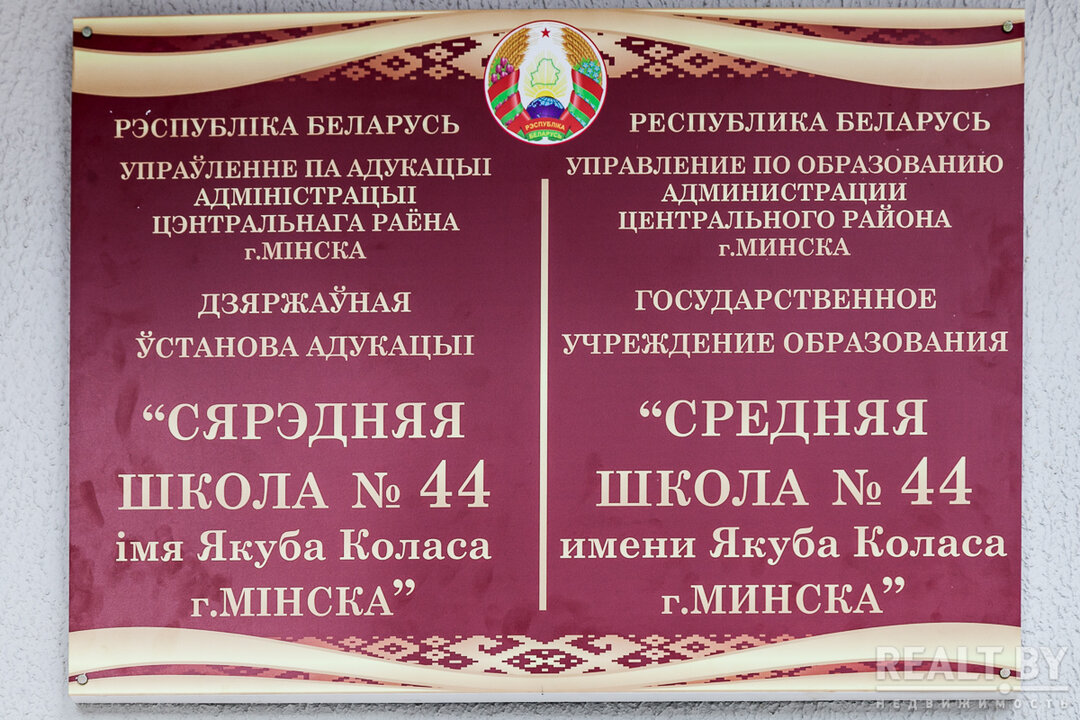 РЭСПУБЛІКА
БЕЛАРУСЬ
РЭСПУБЛІКА БЕЛАРУСЬ
УПРАЎЛЕННЕ ПА АДУКАЦЫІ
АДМІНІСТРАЦЫІ
ЦЭНТРАЛЬНАГА РАЁНА
г.МІНСКА
ДЗЯРЖАЎНАЯ
ЎСТАНОВА АДУКАЦЫІ
“СЯРЭДНЯЯ
ШКОЛА № 44
імя Якуба Коласа
г.МІНСКА”
РЕСПУБЛИКА БЕЛАРУСЬ
УПРАВЛЕНИЕ ПО ОБРАЗОВАНИЮ
АДМИНИСТРАЦИИ
ЦЕНТРАЛЬНОГО РАЙОНА
г.МИНСКА
ГОСУДАРСТВЕННОЕ
УЧРЕЖДЕНИЕ ОБРАЗОВАНИЯ
“СРЕДНЯЯ
ШКОЛА № 44
имени Якуба Коласа
г.МИНСКА”
REALT.BY
НЕДВИЖИМОСТЬ